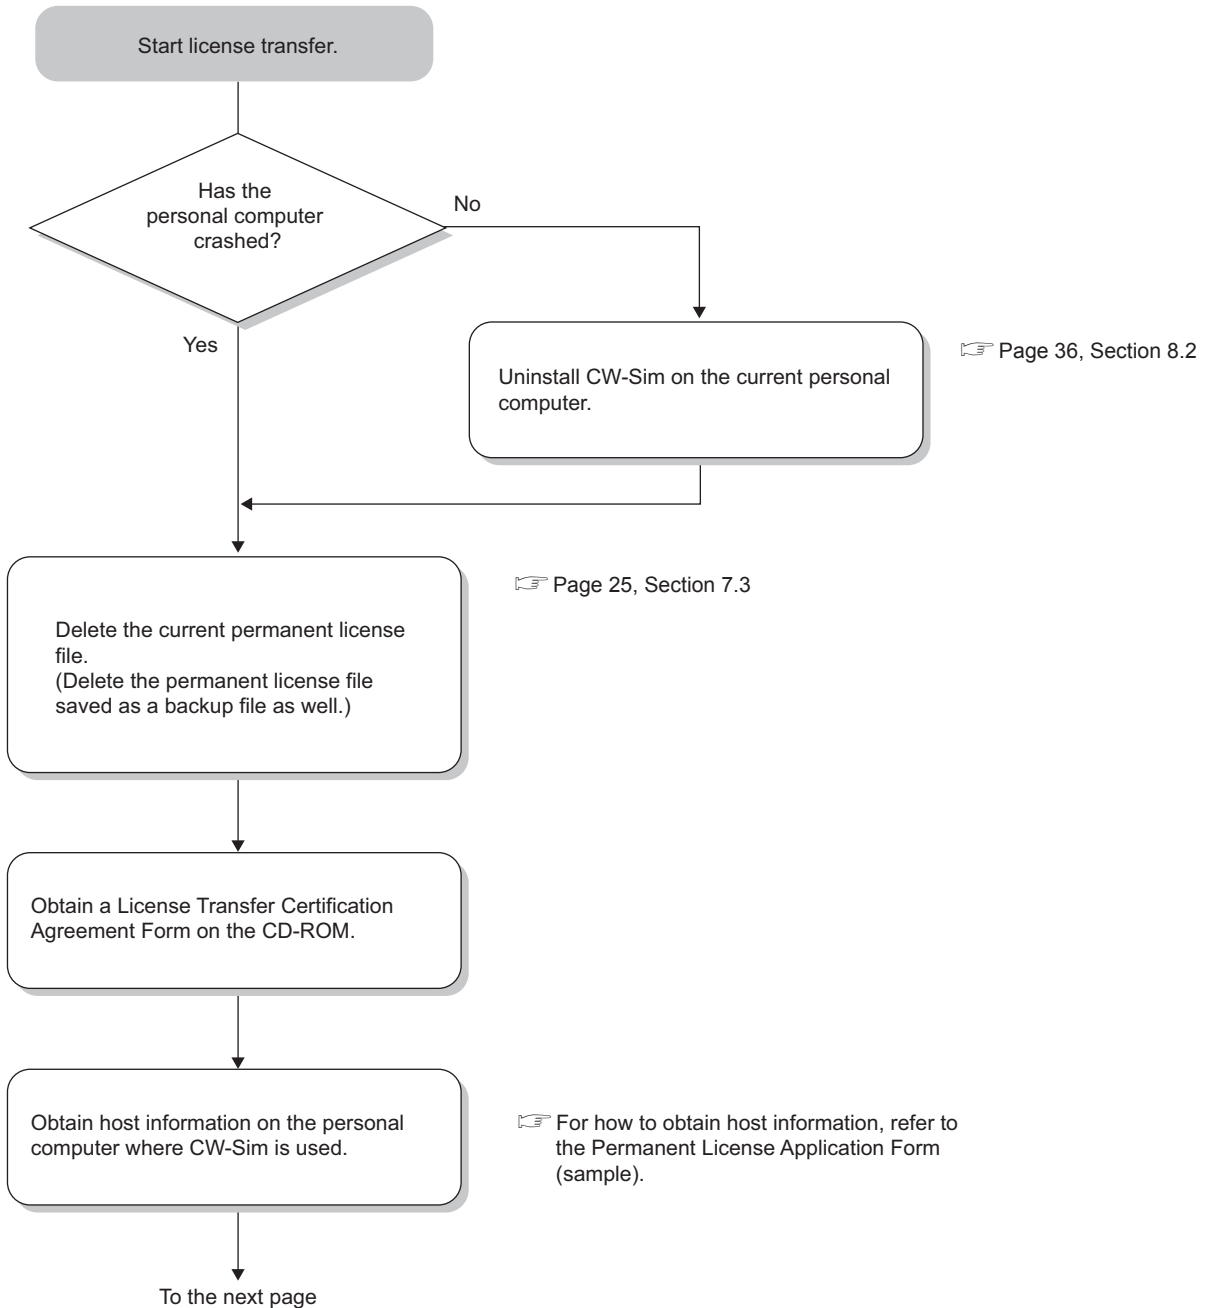 Start license transfer.
Has the
personal computer
crashed?
No
Yes
Uninstall CW-Sim on the current personal
computer.
Page 36, Section 8.2
Delete the current permanent license
file.
(Delete the permanent license file
saved as a backup file as well.)
Page 25, Section 7.3
Obtain a License Transfer Certification
Agreement Form on the CD-ROM.
Obtain host information on the personal
computer where CW-Sim is used.
For how to obtain host information, refer to
the Permanent License Application Form
(sample).
To the next page